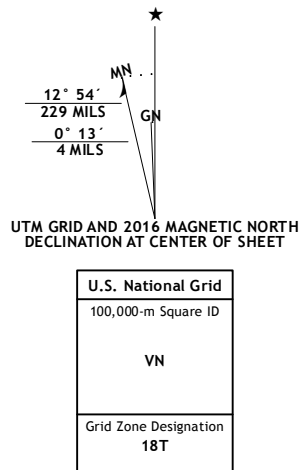 ★
MN
12° 54´
229 MILS
GN
0° 13´
4 MILS
UTM GRID AND 2016 MAGNETIC NORTH
DECLINATION AT CENTER OF SHEET
U.S. National Grid
100,000-m Square ID
VN
Grid Zone Designation
18T